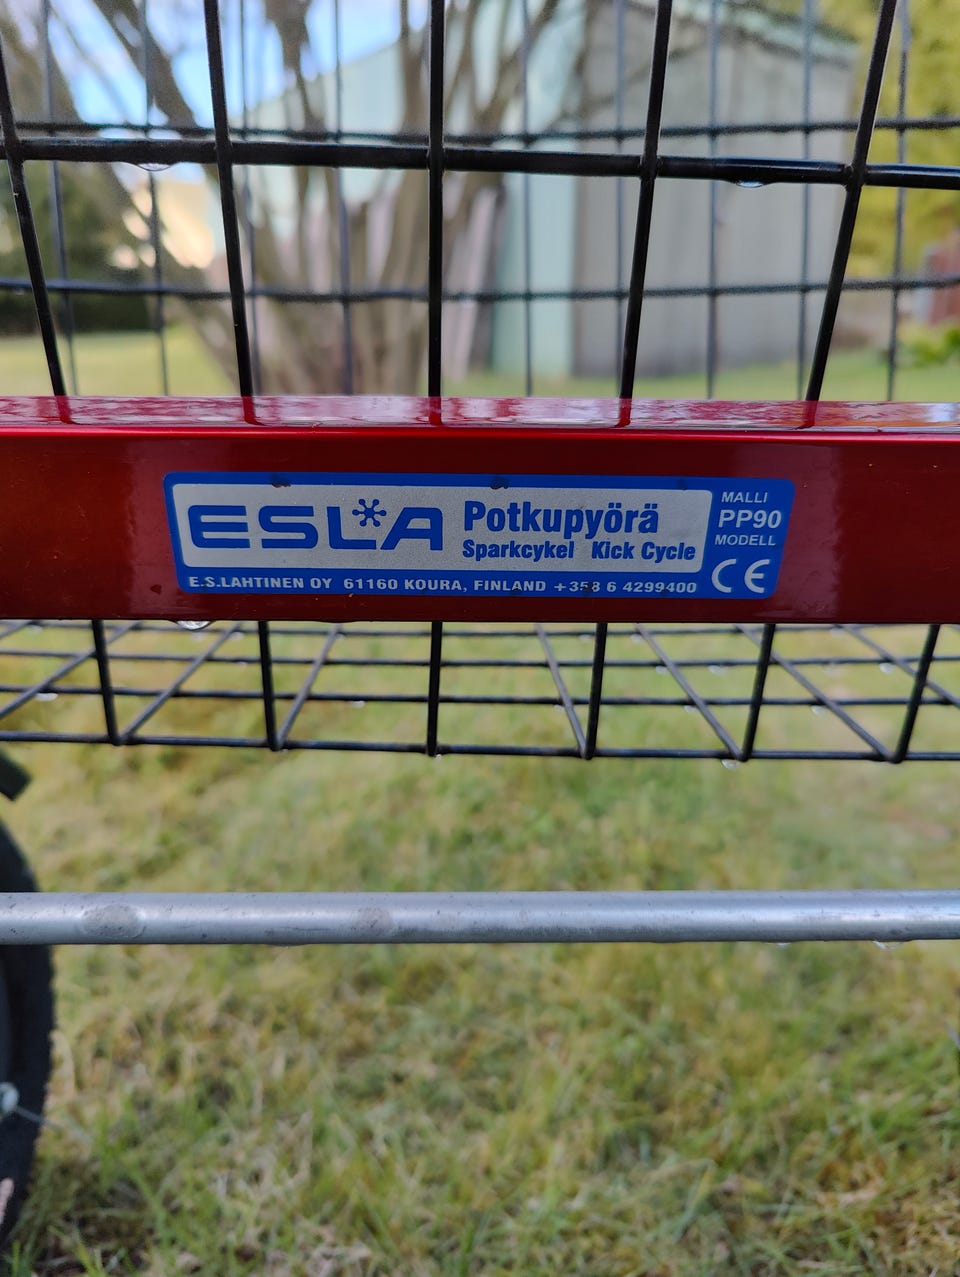 ESLA
Potkupyörä
Sparkcykel Kick Cycle
MALLI
PP90
MODELL
CE
E.S.LAHTINEN OY 61160 KOURA, FINLAND +358 6 4299400